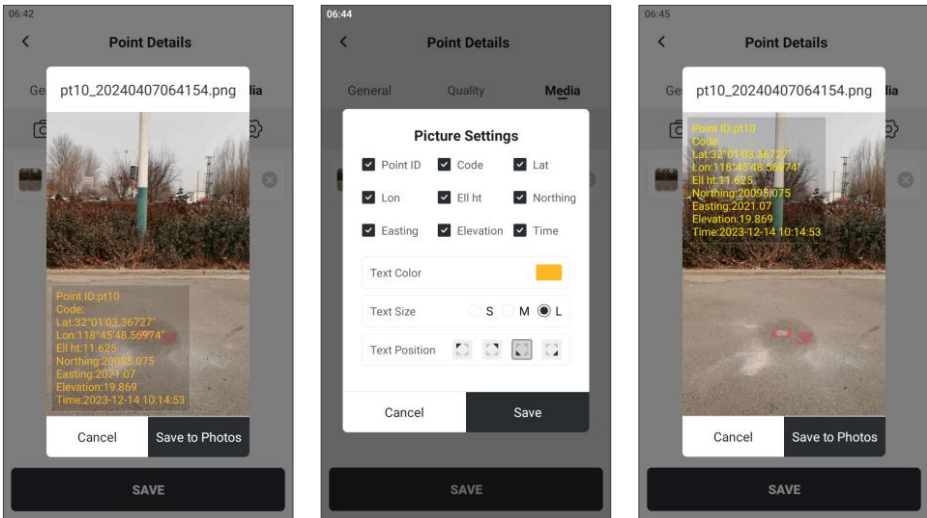 06:42
Point Details
Ge
dia
pt10_20240407064154.png
Point ID:pt10
Code:
Lat:32°01'03.36727"
Lon:118°45'48.56974"
Ell ht:11.625
Northing:20095.075
Easting:2021.07
Elevation:19.869
Time:2023-12-14 10:14:53
Cancel Save to Photos
SAVE
06:44
Point Details
General Quality Media
Picture Settings
Point ID Code Lat
Lon Ell ht Northing
Easting Elevation Time
Text Color
Text Size S M L
Text Position
Cancel Save
SAVE
06:45
Point Details
Ge
dia
pt10_20240407064154.png
Point ID:pt10
Code:
Lat:32°01'03.36727"
Lon:118°45'48.56974"
Ell ht:11.625
Northing:20095.075
Easting:2021.07
Elevation:19.869
Time:2023-12-14 10:14:53
Cancel Save to Photos
SAVE